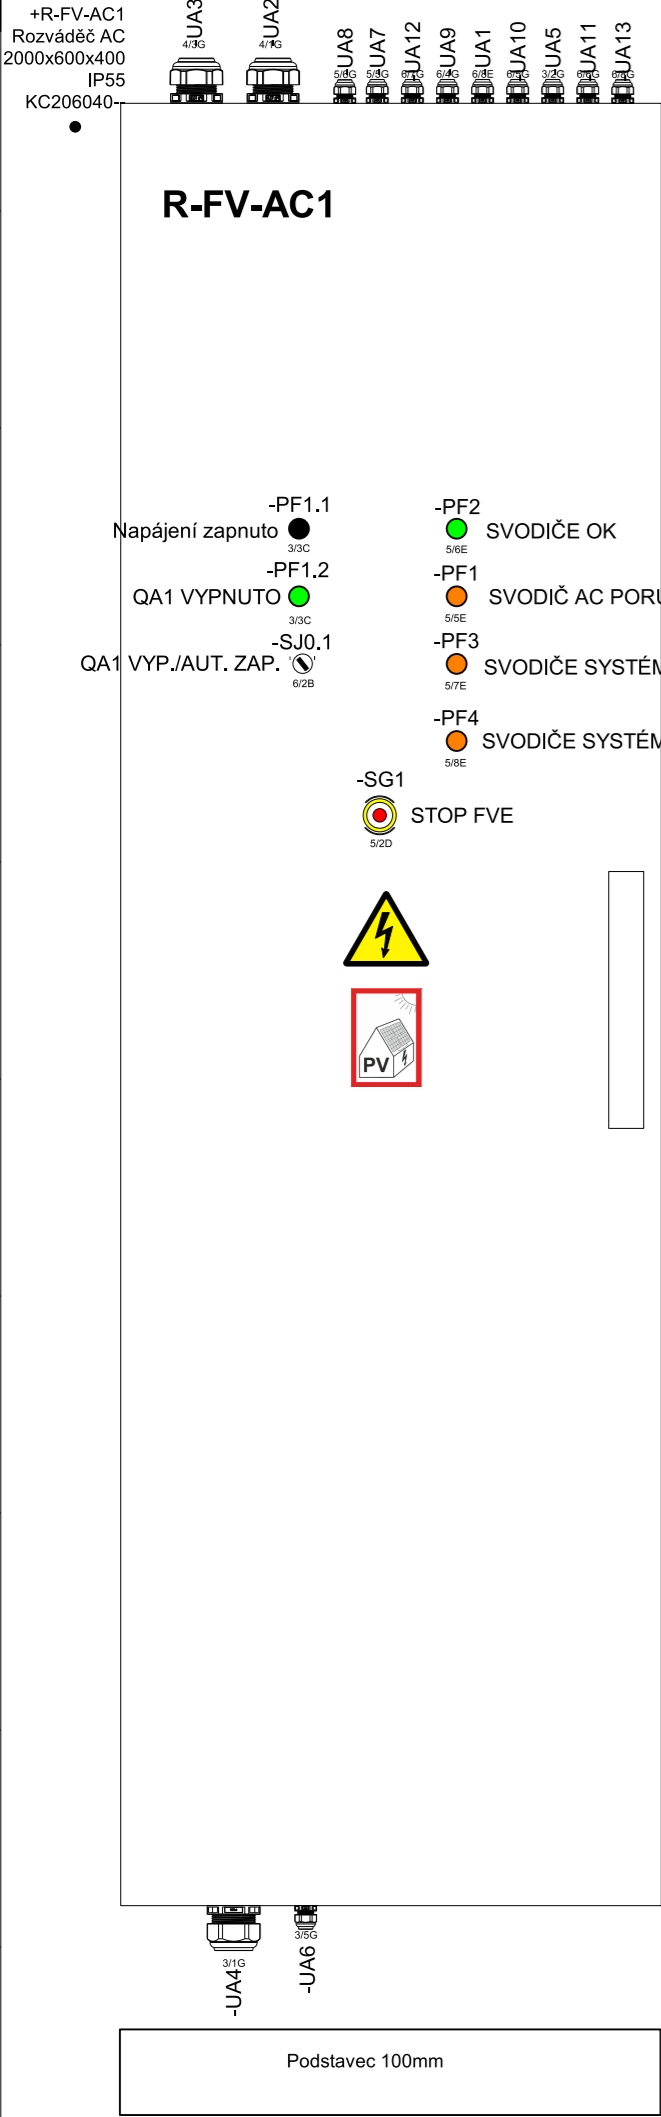 +R-FV-AC1
Rozváděč AC
2000x600x400
IP55
KC206040--
-UA3
4/3G
-UA2
4/1G
-UA8
5/6G
-UA7
5/5G
-UA12
-UA9
6/4G
-UA1
6/8E
-UA10
-UA5
3/2G
-UA11
-UA13
R-FV-AC1
-PF1.1
Napájení zapnuto
3/3C
-PF2
SVODIČE OK
5/6E
-PF1.2
QA1 VYPNUTO
3/3C
-PF1
SVODIČ AC PORU
5/5E
-SJ0.1
QA1 VYP./AUT. ZAP.
6/2B
-PF3
SVODIČE SYSTÉM
5/7E
-PF4
SVODIČE SYSTÉM
5/8E
-SG1
STOP FVE
5/2D
PV
3/1G
-UA4
3/5G
-UA6
Podstavec 100mm